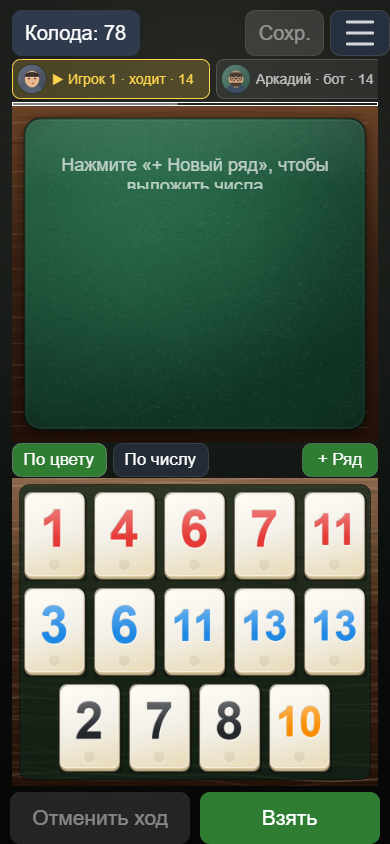 Колода: 78
Сохр.
▶ Игрок 1 · ходит · 14
Аркадий · бот · 14
Нажмите «+ Новый ряд», чтобы
выложить числа
По цвету
По числу
+ Ряд
1 4 6 7 11
3 6 11 13 13
2 7 8 10
Отменить ход
Взять